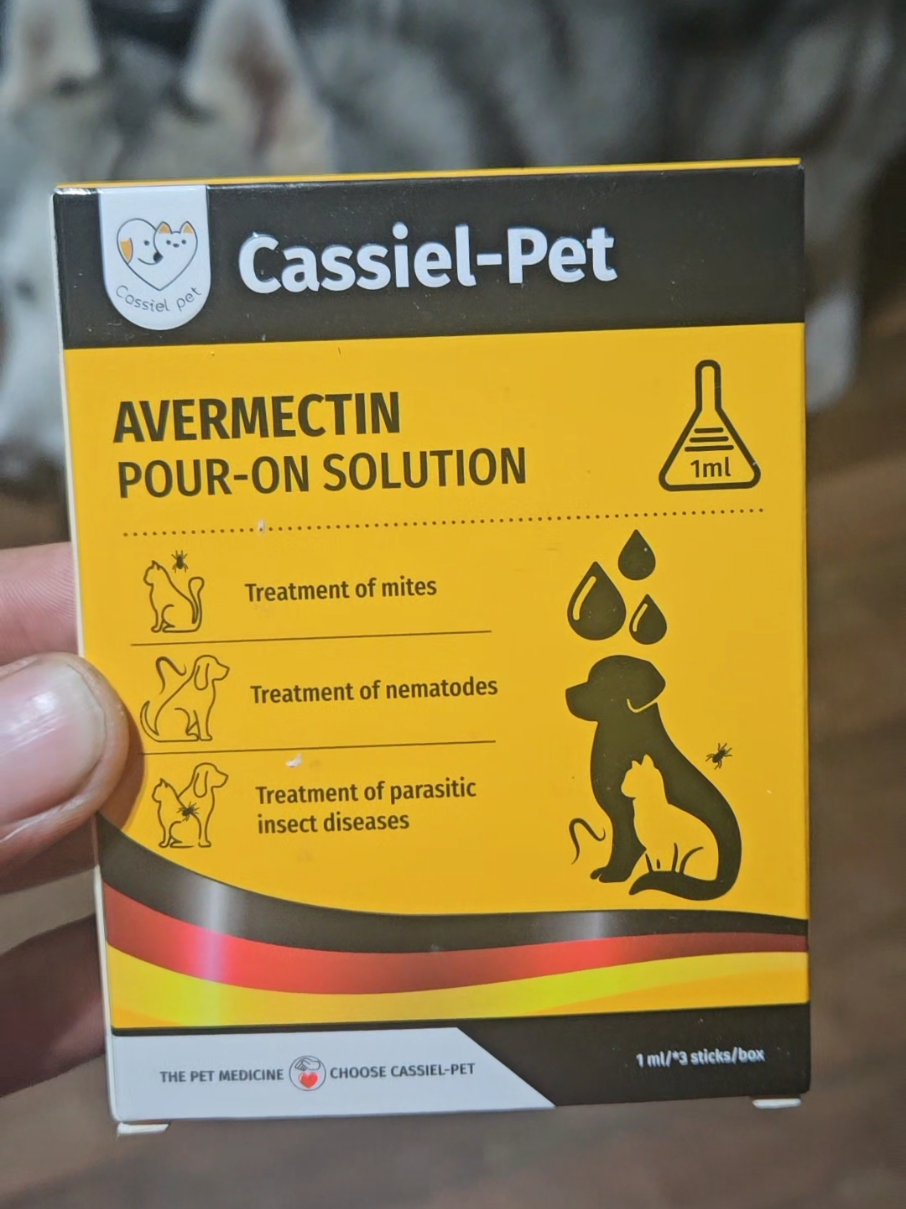 Cassiel pet
Cassiel-Pet
AVERMECTIN
POUR-ON SOLUTION
1ml
Treatment of mites
Treatment of nematodes
Treatment of parasitic
insect diseases
THE PET MEDICINE CHOOSE CASSIEL-PET
1 ml/*3 sticks/box